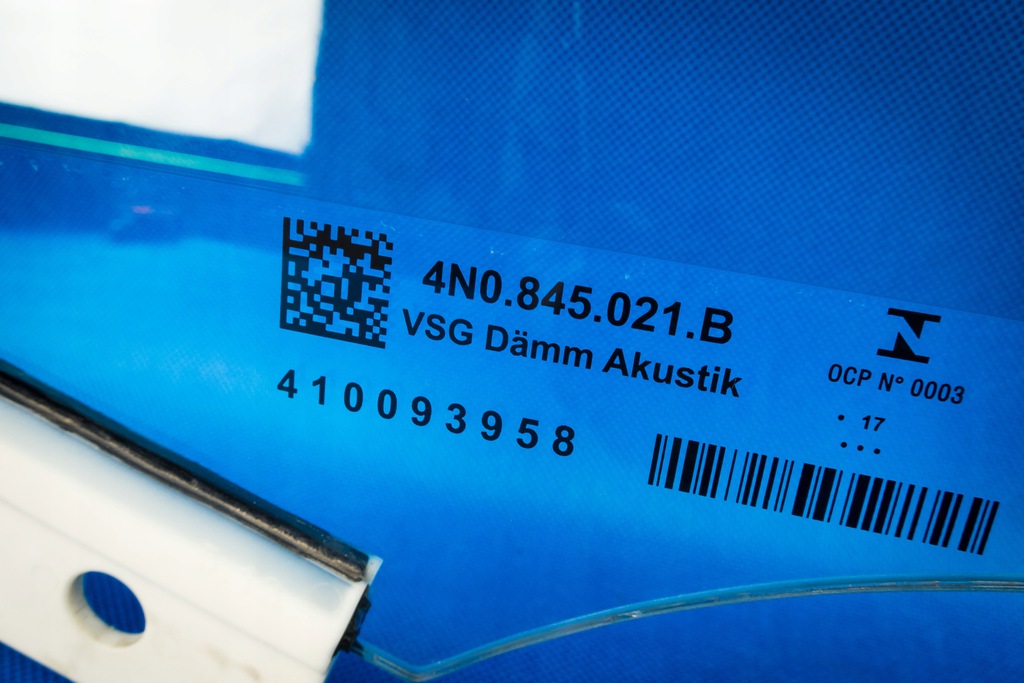 4N0.845.021.B
VSG Dämm Akustik
410093958
OCP N° 0003
• 17
• • •